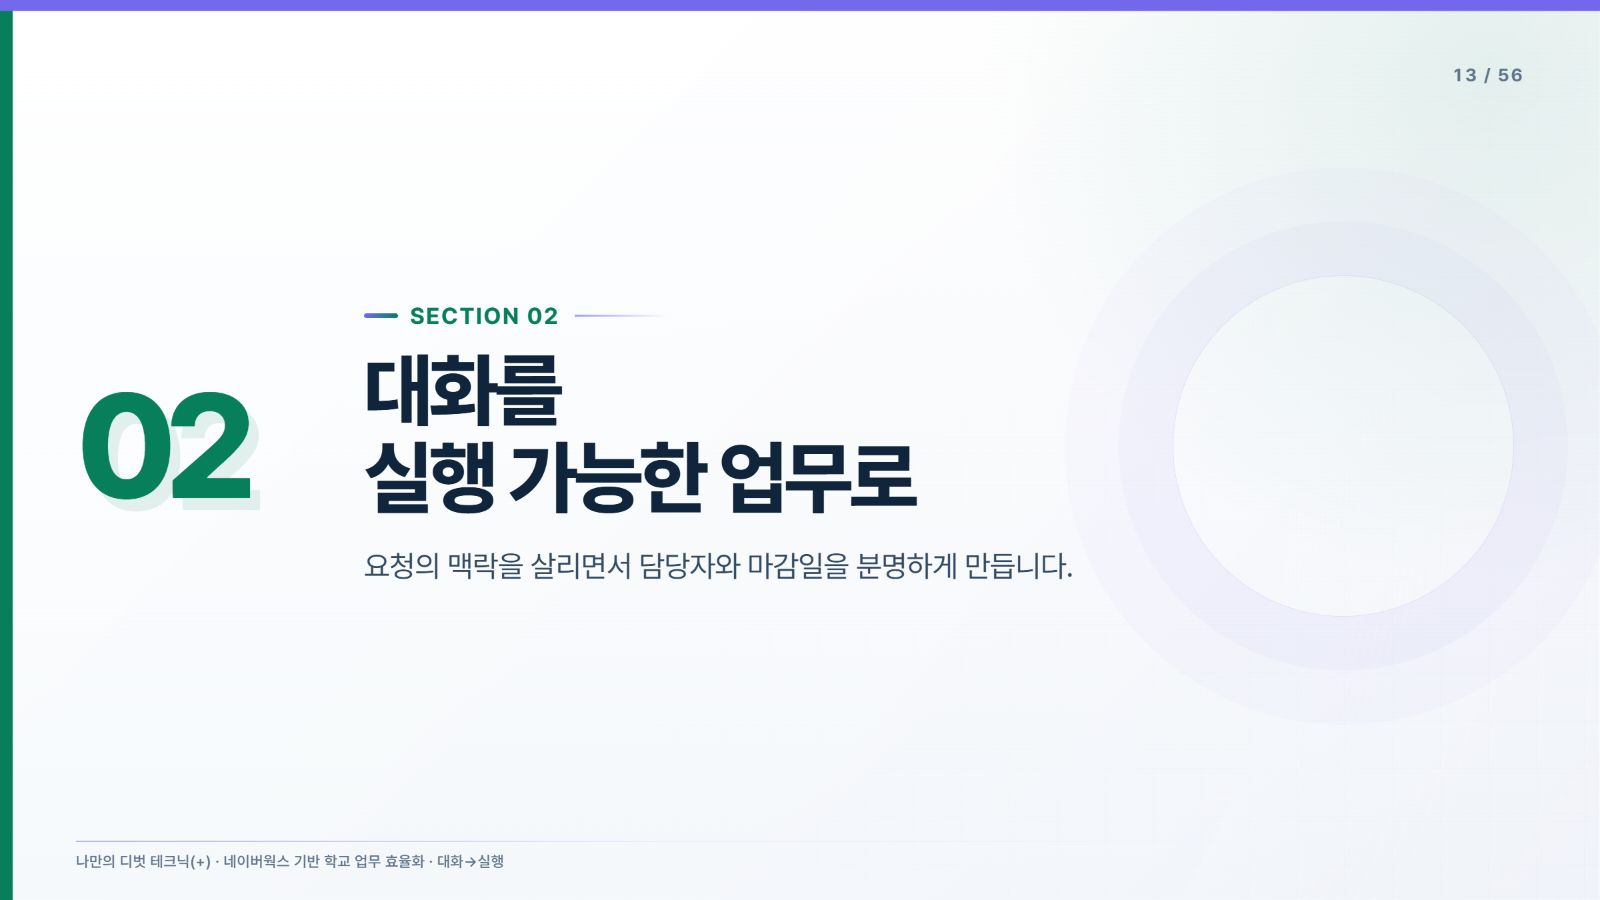 13 / 56
SECTION 02
02
대화를
실행 가능한 업무로
요청의 맥락을 살리면서 담당자와 마감일을 분명하게 만듭니다.
나만의 디벗 테크닉(+) · 네이버웍스 기반 학교 업무 효율화 · 대화→실행